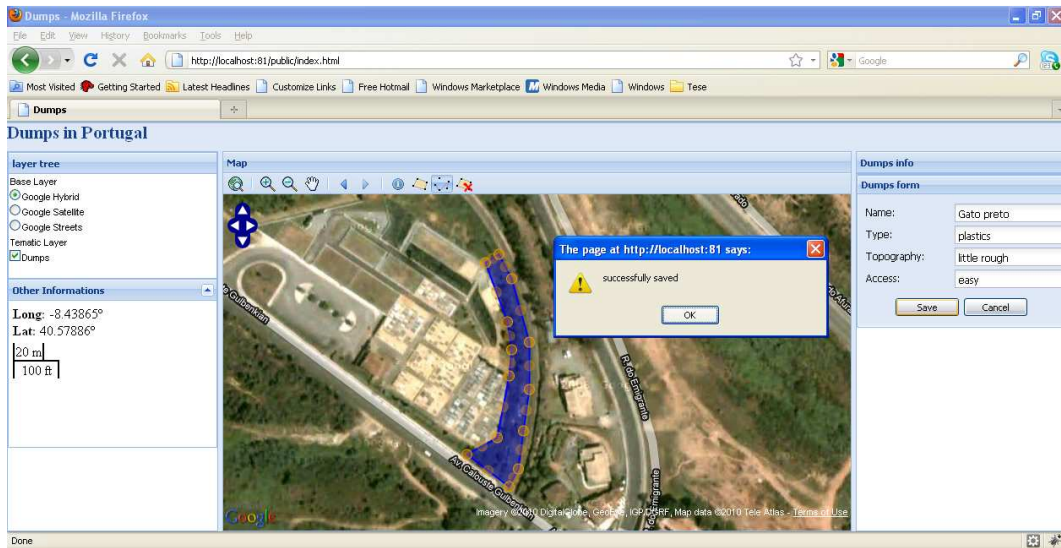 Dumps - Mozilla Firefox
File Edit View History Bookmarks Tools Help
http://localhost:81/public/index.html
Google
Most Visited Getting Started Latest Headlines Customize Links Free Hotmail Windows Marketplace Windows Media Windows Tese
Dumps
Dumps in Portugal
layer tree
Base Layer
Google Hybrid
Google Satellite
Google Streets
Tematic Layer
Dumps
Other Informations
Long: -8.43865º
Lat: 40.57886º
20 m
100 ft
Map
The page at http://localhost:81 says:
successfully saved
OK
Av. Calouste Gulbenkian
R. do Emigrante
Google
Imagery ©2010 DigitalGlobe, GeoEye, IGP/DGRF, Map data ©2010 Tele Atlas - Terms of Use
Dumps info
Dumps form
Name: Gato preto
Type: plastics
Topography: little rough
Access: easy
Save Cancel
Done